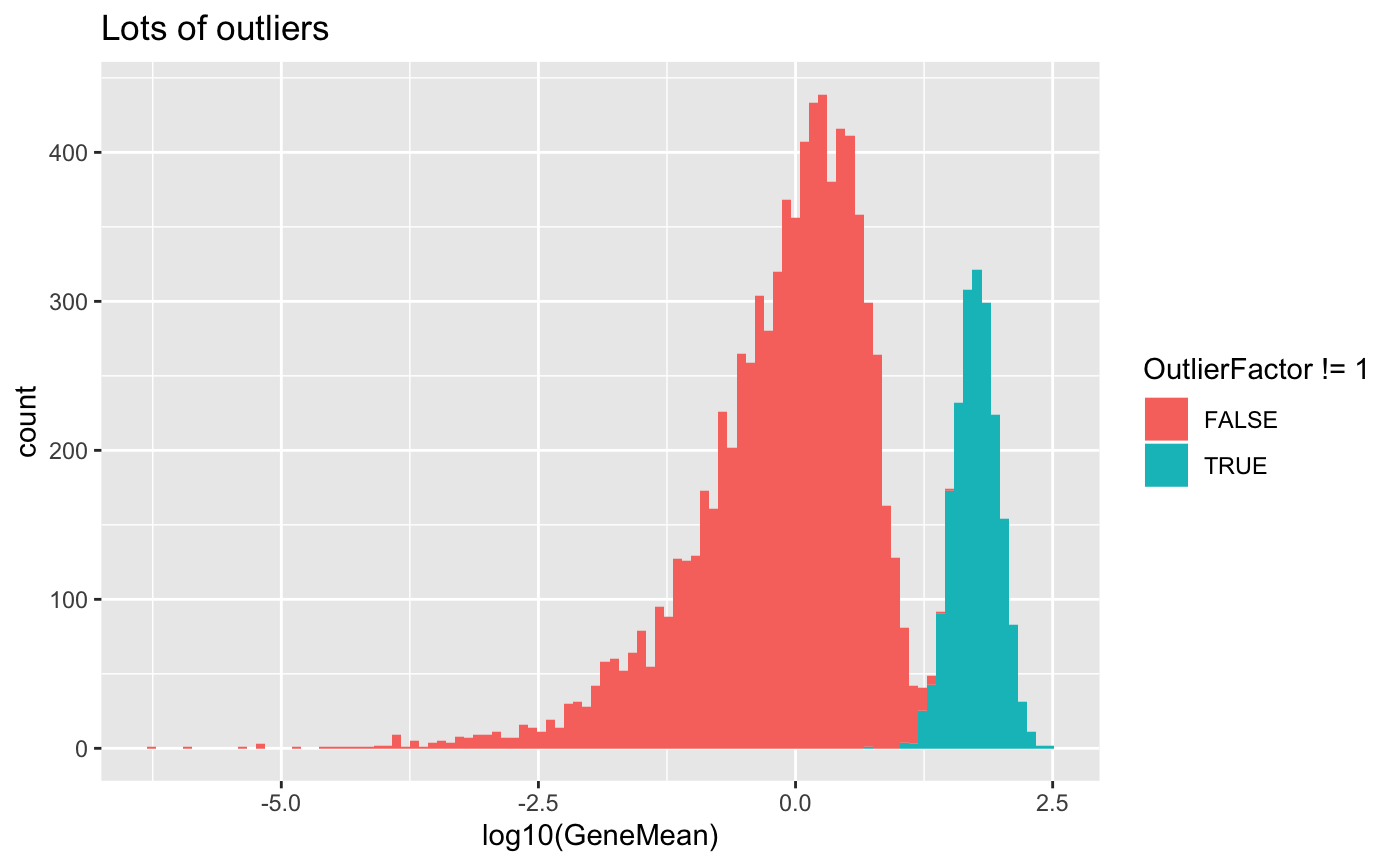 Lots of outliers
400
300
200
100
0
count
-5.0
-2.5
0.0
2.5
log10(GeneMean)
OutlierFactor != 1
FALSE
TRUE